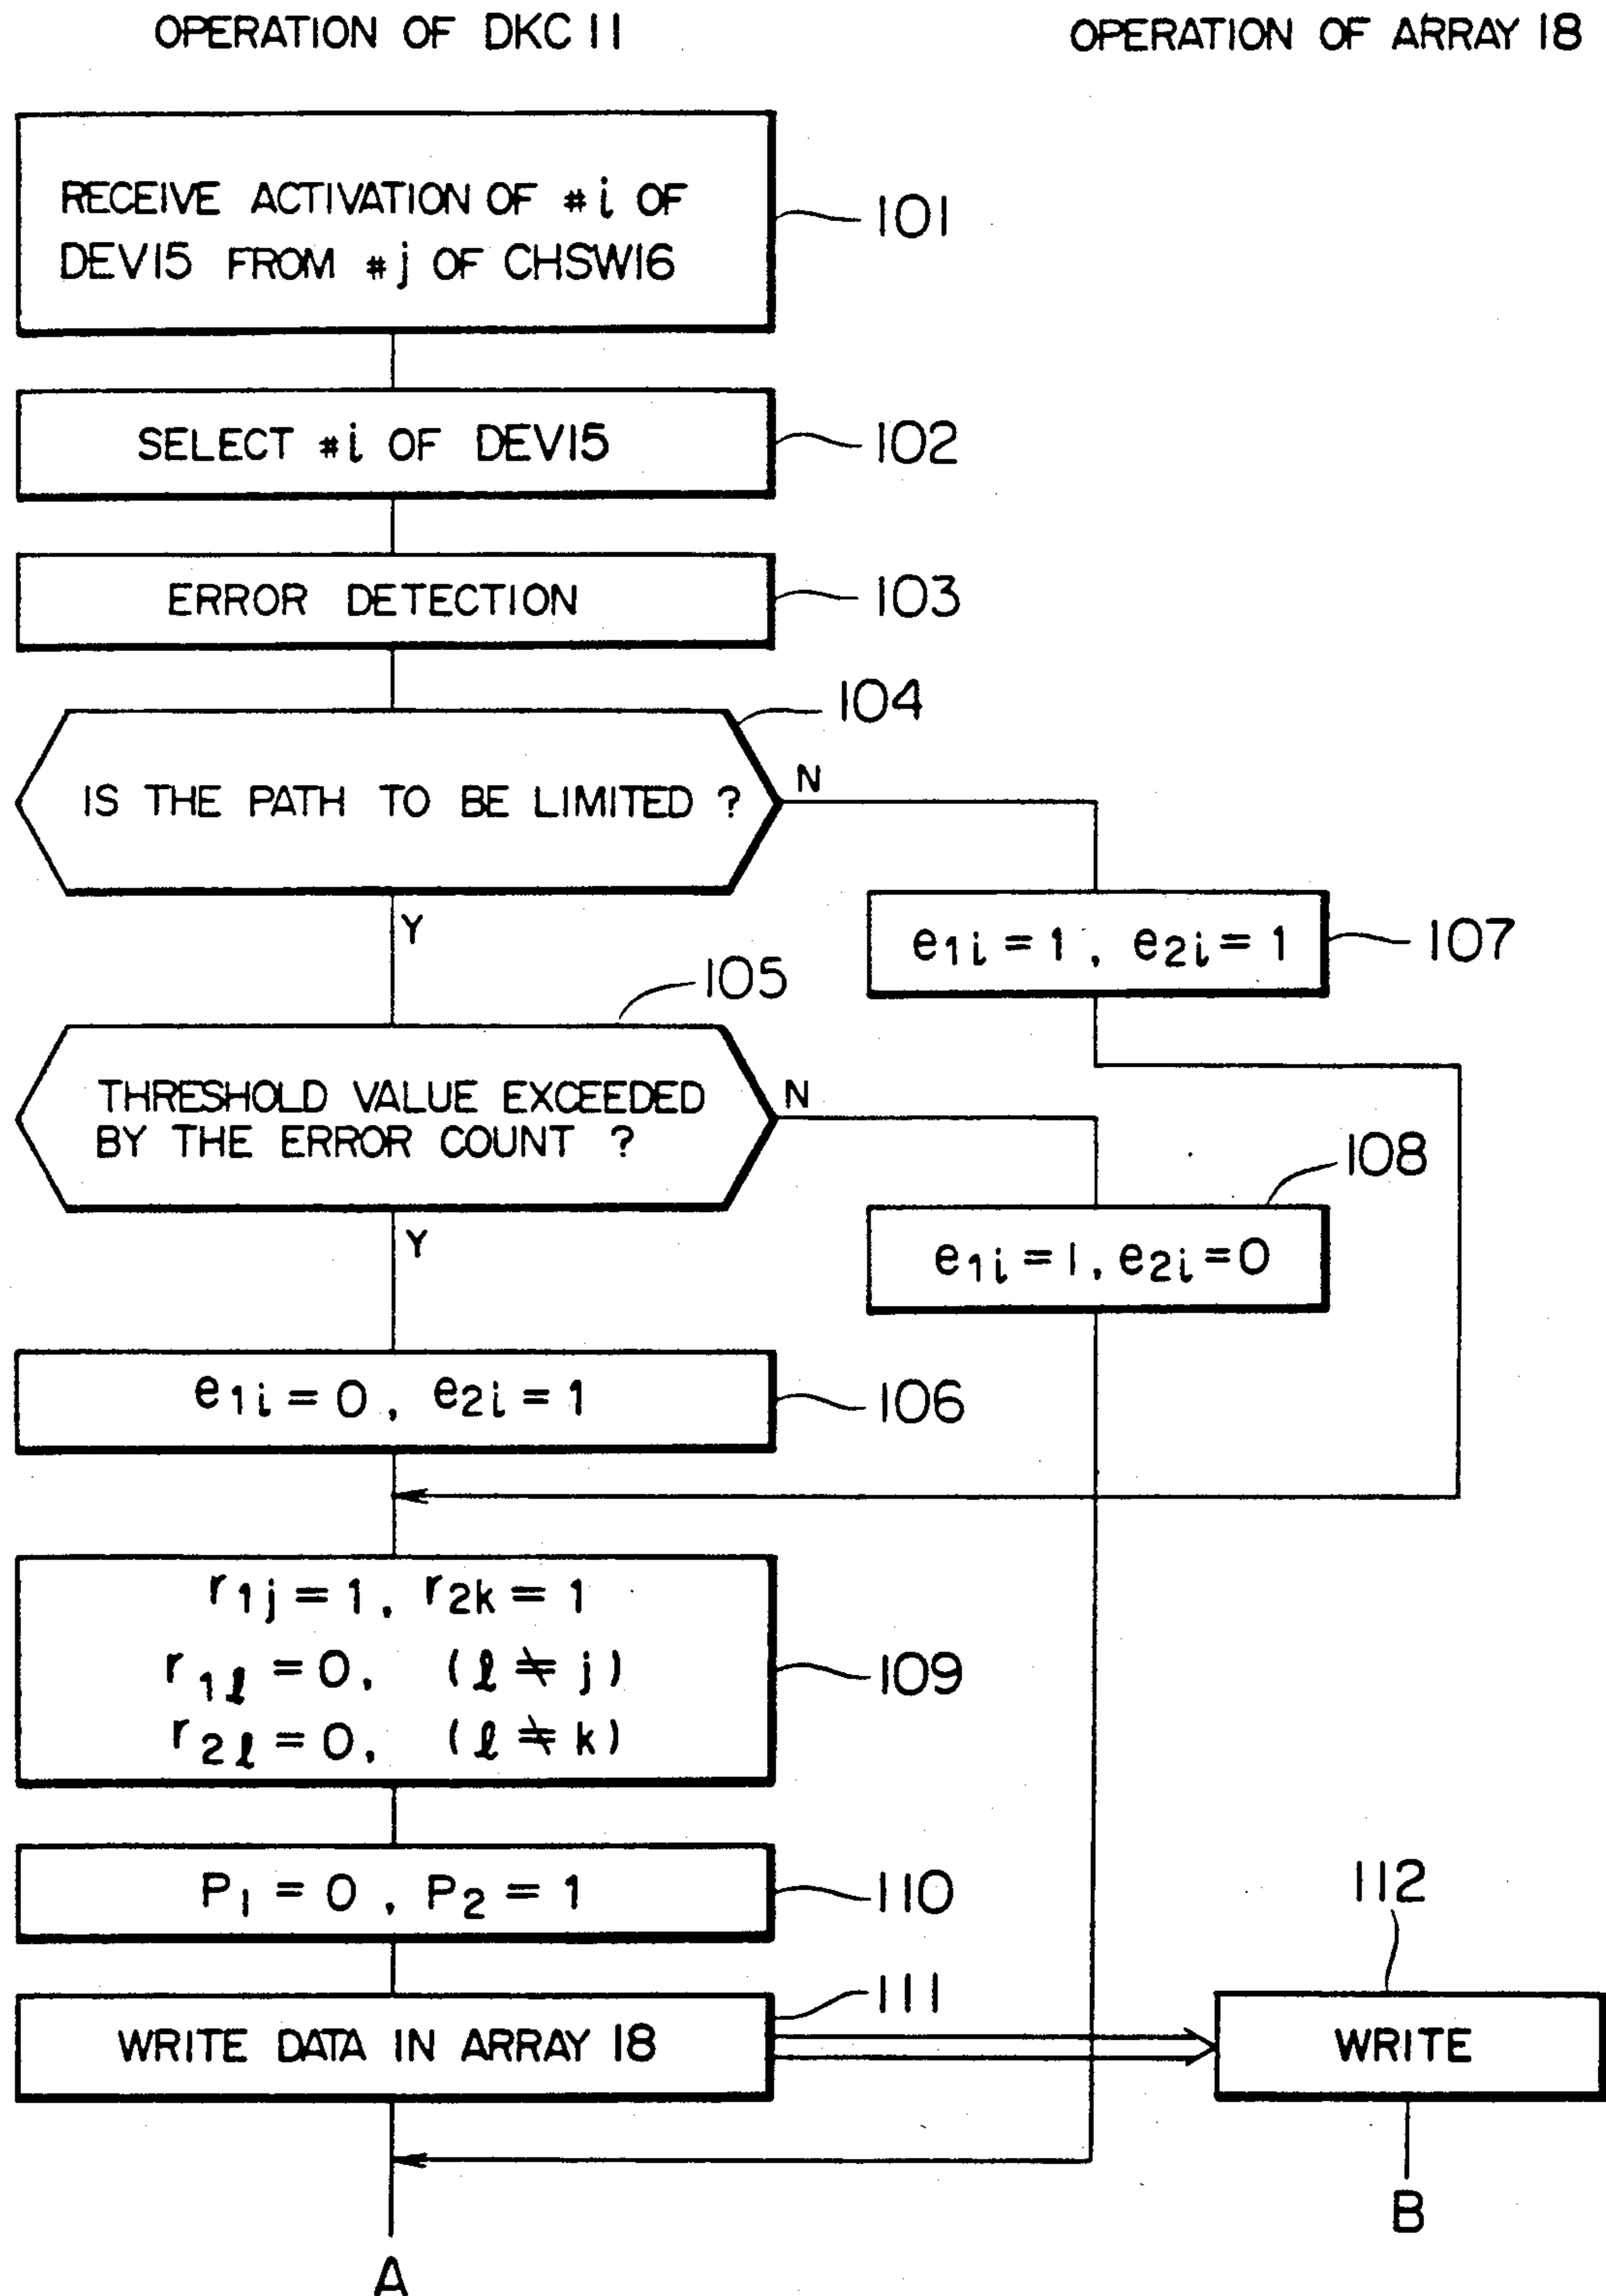 OPERATION OF DKC 11
OPERATION OF ARRAY 18
RECEIVE ACTIVATION OF #i OF
DEV15 FROM #j OF CHSW16
101
SELECT #i OF DEV15
102
ERROR DETECTION
103
104
IS THE PATH TO BE LIMITED ?
N
Y
e1i = 1, e2i = 1
107
105
THRESHOLD VALUE EXCEEDED
BY THE ERROR COUNT ?
N
Y
108
e1i = 1, e2i = 0
e1i = 0, e2i = 1
106
r1j = 1, r2k = 1
r1ℓ = 0, (ℓ ≠ j)
r2ℓ = 0, (ℓ ≠ k)
109
P1 = 0, P2 = 1
110
112
111
WRITE DATA IN ARRAY 18
WRITE
A
B